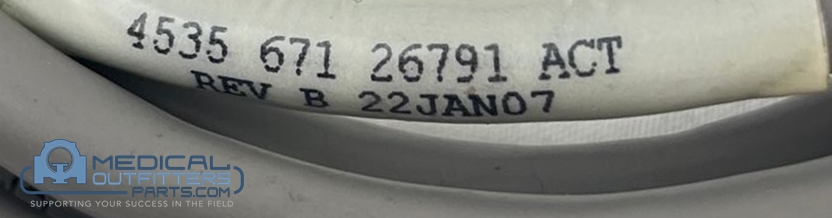 4535 671 26791 ACT
REV B 22JAN07
MEDICAL
OUTFITTERS
PARTS.COM
SUPPORTING YOUR SUCCESS IN THE FIELD